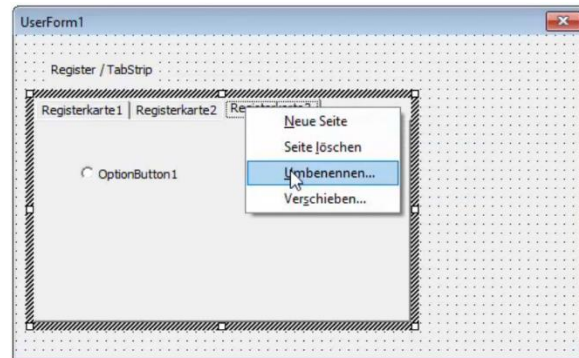 UserForm1
Register / TabStrip
Registerkarte1 Registerkarte2
Neue Seite
Seite löschen
OptionButton1
Umbenennen...
Verschieben...